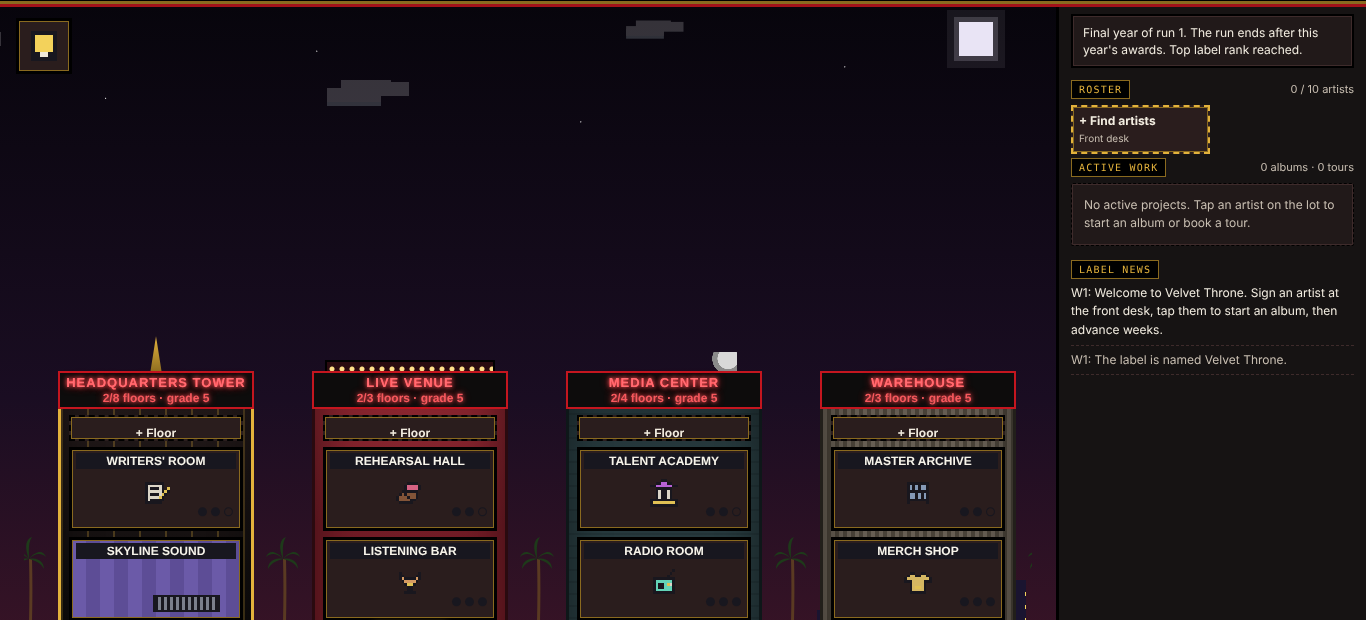 HEADQUARTERS TOWER
2/8 floors · grade 5
+ Floor
WRITERS' ROOM
SKYLINE SOUND
LIVE VENUE
2/3 floors · grade 5
+ Floor
REHEARSAL HALL
LISTENING BAR
MEDIA CENTER
2/4 floors · grade 5
+ Floor
TALENT ACADEMY
RADIO ROOM
WAREHOUSE
2/3 floors · grade 5
+ Floor
MASTER ARCHIVE
MERCH SHOP
Final year of run 1. The run ends after this
year's awards. Top label rank reached.
ROSTER
0 / 10 artists
+ Find artists
Front desk
ACTIVE WORK
0 albums · 0 tours
No active projects. Tap an artist on the lot to
start an album or book a tour.
LABEL NEWS
W1: Welcome to Velvet Throne. Sign an artist at
the front desk, tap them to start an album, then
advance weeks.
W1: The label is named Velvet Throne.